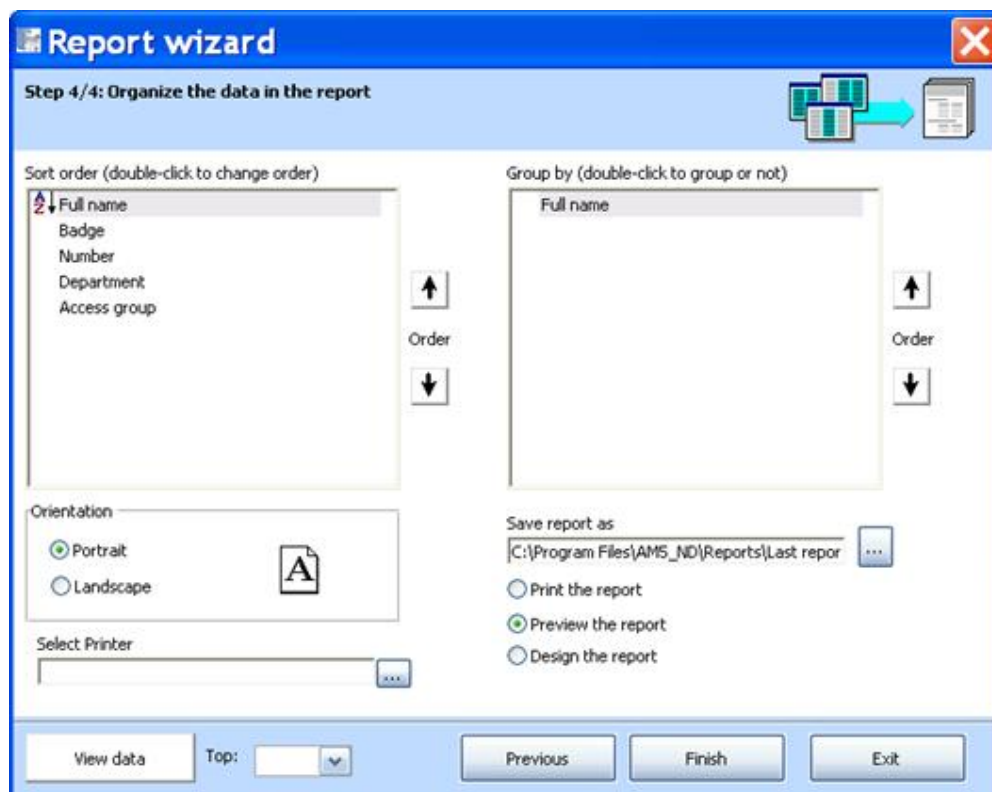 Report wizard
Step 4/4: Organize the data in the report
Sort order (double-click to change order)
Full name
Badge
Number
Department
Access group
Order
Group by (double-click to group or not)
Full name
Order
Orientation
Portrait
Landscape
A
Select Printer
...
Save report as
C:\Program Files\AM5_ND\Reports\Last repor
...
Print the report
Preview the report
Design the report
View data
Top:
Previous
Finish
Exit